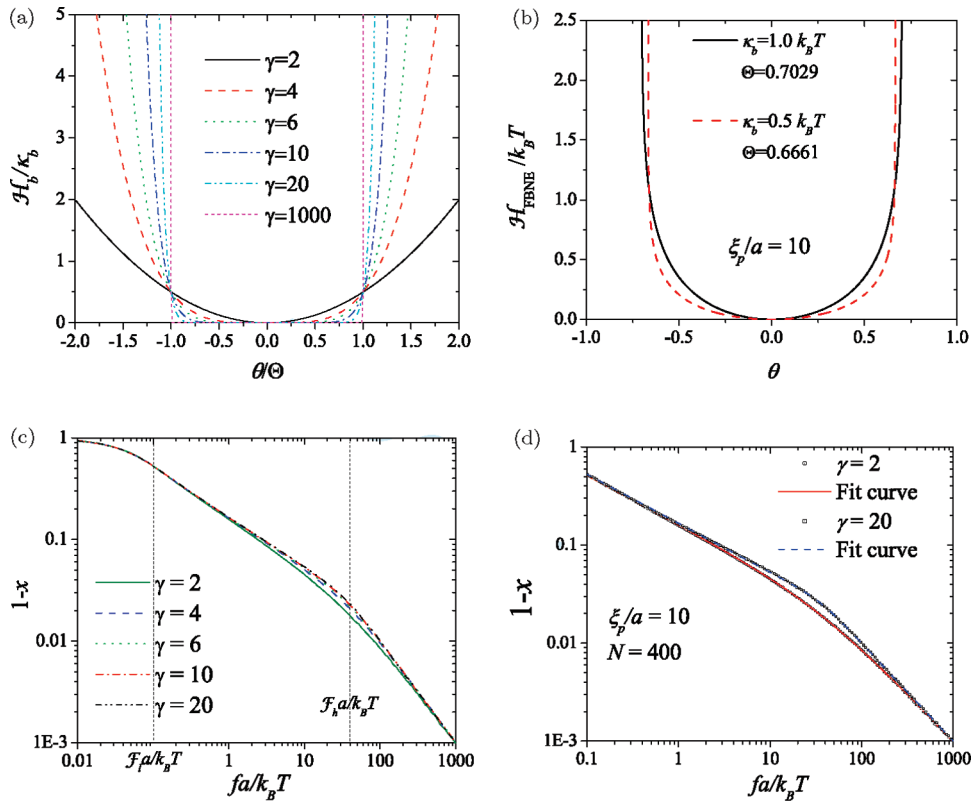 (a)
5
4
3
2
1
0
ℋb/κb
γ=2
γ=4
γ=6
γ=10
γ=20
γ=1000
-2.0 -1.5 -1.0 -0.5 0.0 0.5 1.0 1.5 2.0
θ/Θ
(b)
2.5
2.0
1.5
1.0
0.5
0.0
ℋFBNE/kBT
κb=1.0 kBT
Θ=0.7029
κb=0.5 kBT
Θ=0.6661
ξp/a = 10
-1.0 -0.5 0.0 0.5 1.0
θ
(c)
1
0.1
0.01
1E-3
1-x
γ = 2
γ = 4
γ = 6
γ = 10
γ = 20
ℱha/kBT
0.01 0.1 1 10 100 1000
ℱla/kBT
fa/kBT
(d)
1
0.1
0.01
1E-3
1-x
γ = 2
Fit curve
γ = 20
Fit curve
ξp/a = 10
N = 400
0.1 1 10 100 1000
fa/kBT